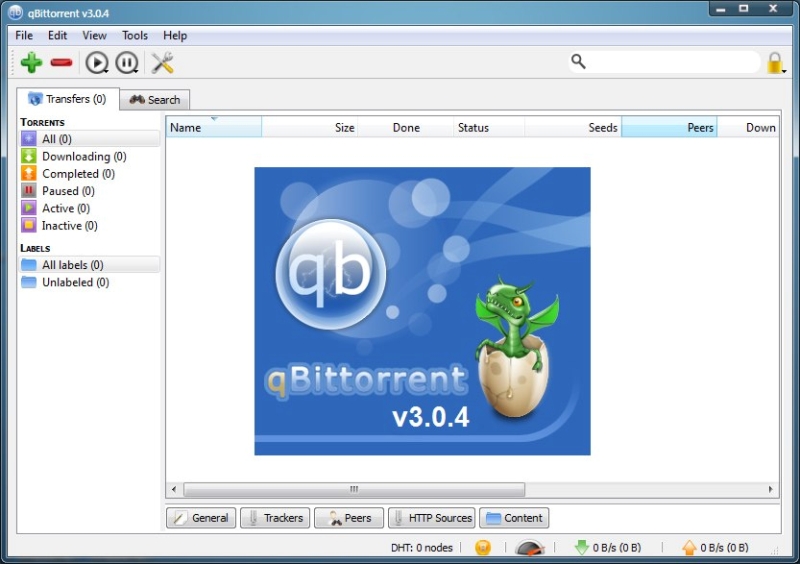 qb qBittorrent v3.0.4
File Edit View Tools Help
Transfers (0) Search
TORRENTS
All (0)
Downloading (0)
Completed (0)
Paused (0)
Active (0)
Inactive (0)
LABELS
All labels (0)
Unlabeled (0)
Name Size Done Status Seeds Peers Down
qb
qBittorrent
v3.0.4
General Trackers Peers HTTP Sources Content
DHT: 0 nodes 0 B/s (0 B) 0 B/s (0 B)